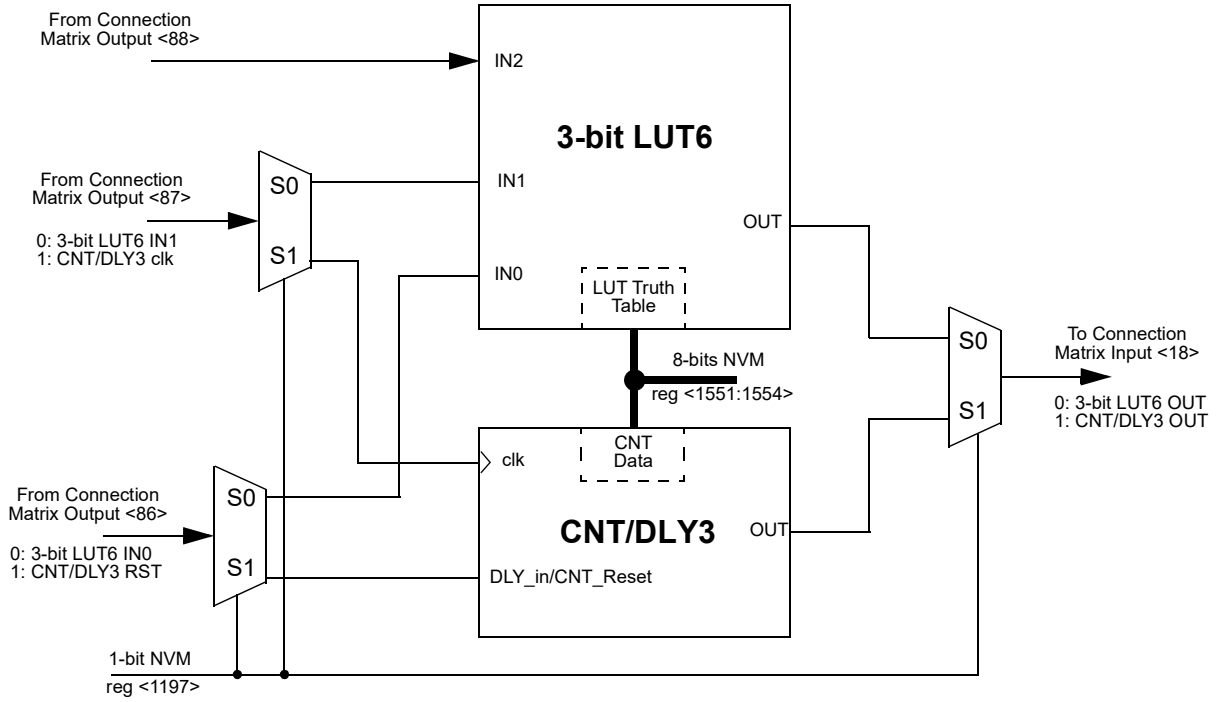 From Connection
Matrix Output <88>
IN2
3-bit LUT6
From Connection
Matrix Output <87>
0: 3-bit LUT6 IN1
1: CNT/DLY3 clk
S0
S1
IN1
IN0
OUT
LUT Truth
Table
8-bits NVM
reg <1551:1554>
S0
S1
To Connection
Matrix Input <18>
0: 3-bit LUT6 OUT
1: CNT/DLY3 OUT
CNT
Data
clk
CNT/DLY3
OUT
DLY_in/CNT_Reset
From Connection
Matrix Output <86>
0: 3-bit LUT6 IN0
1: CNT/DLY3 RST
S0
S1
1-bit NVM
reg <1197>